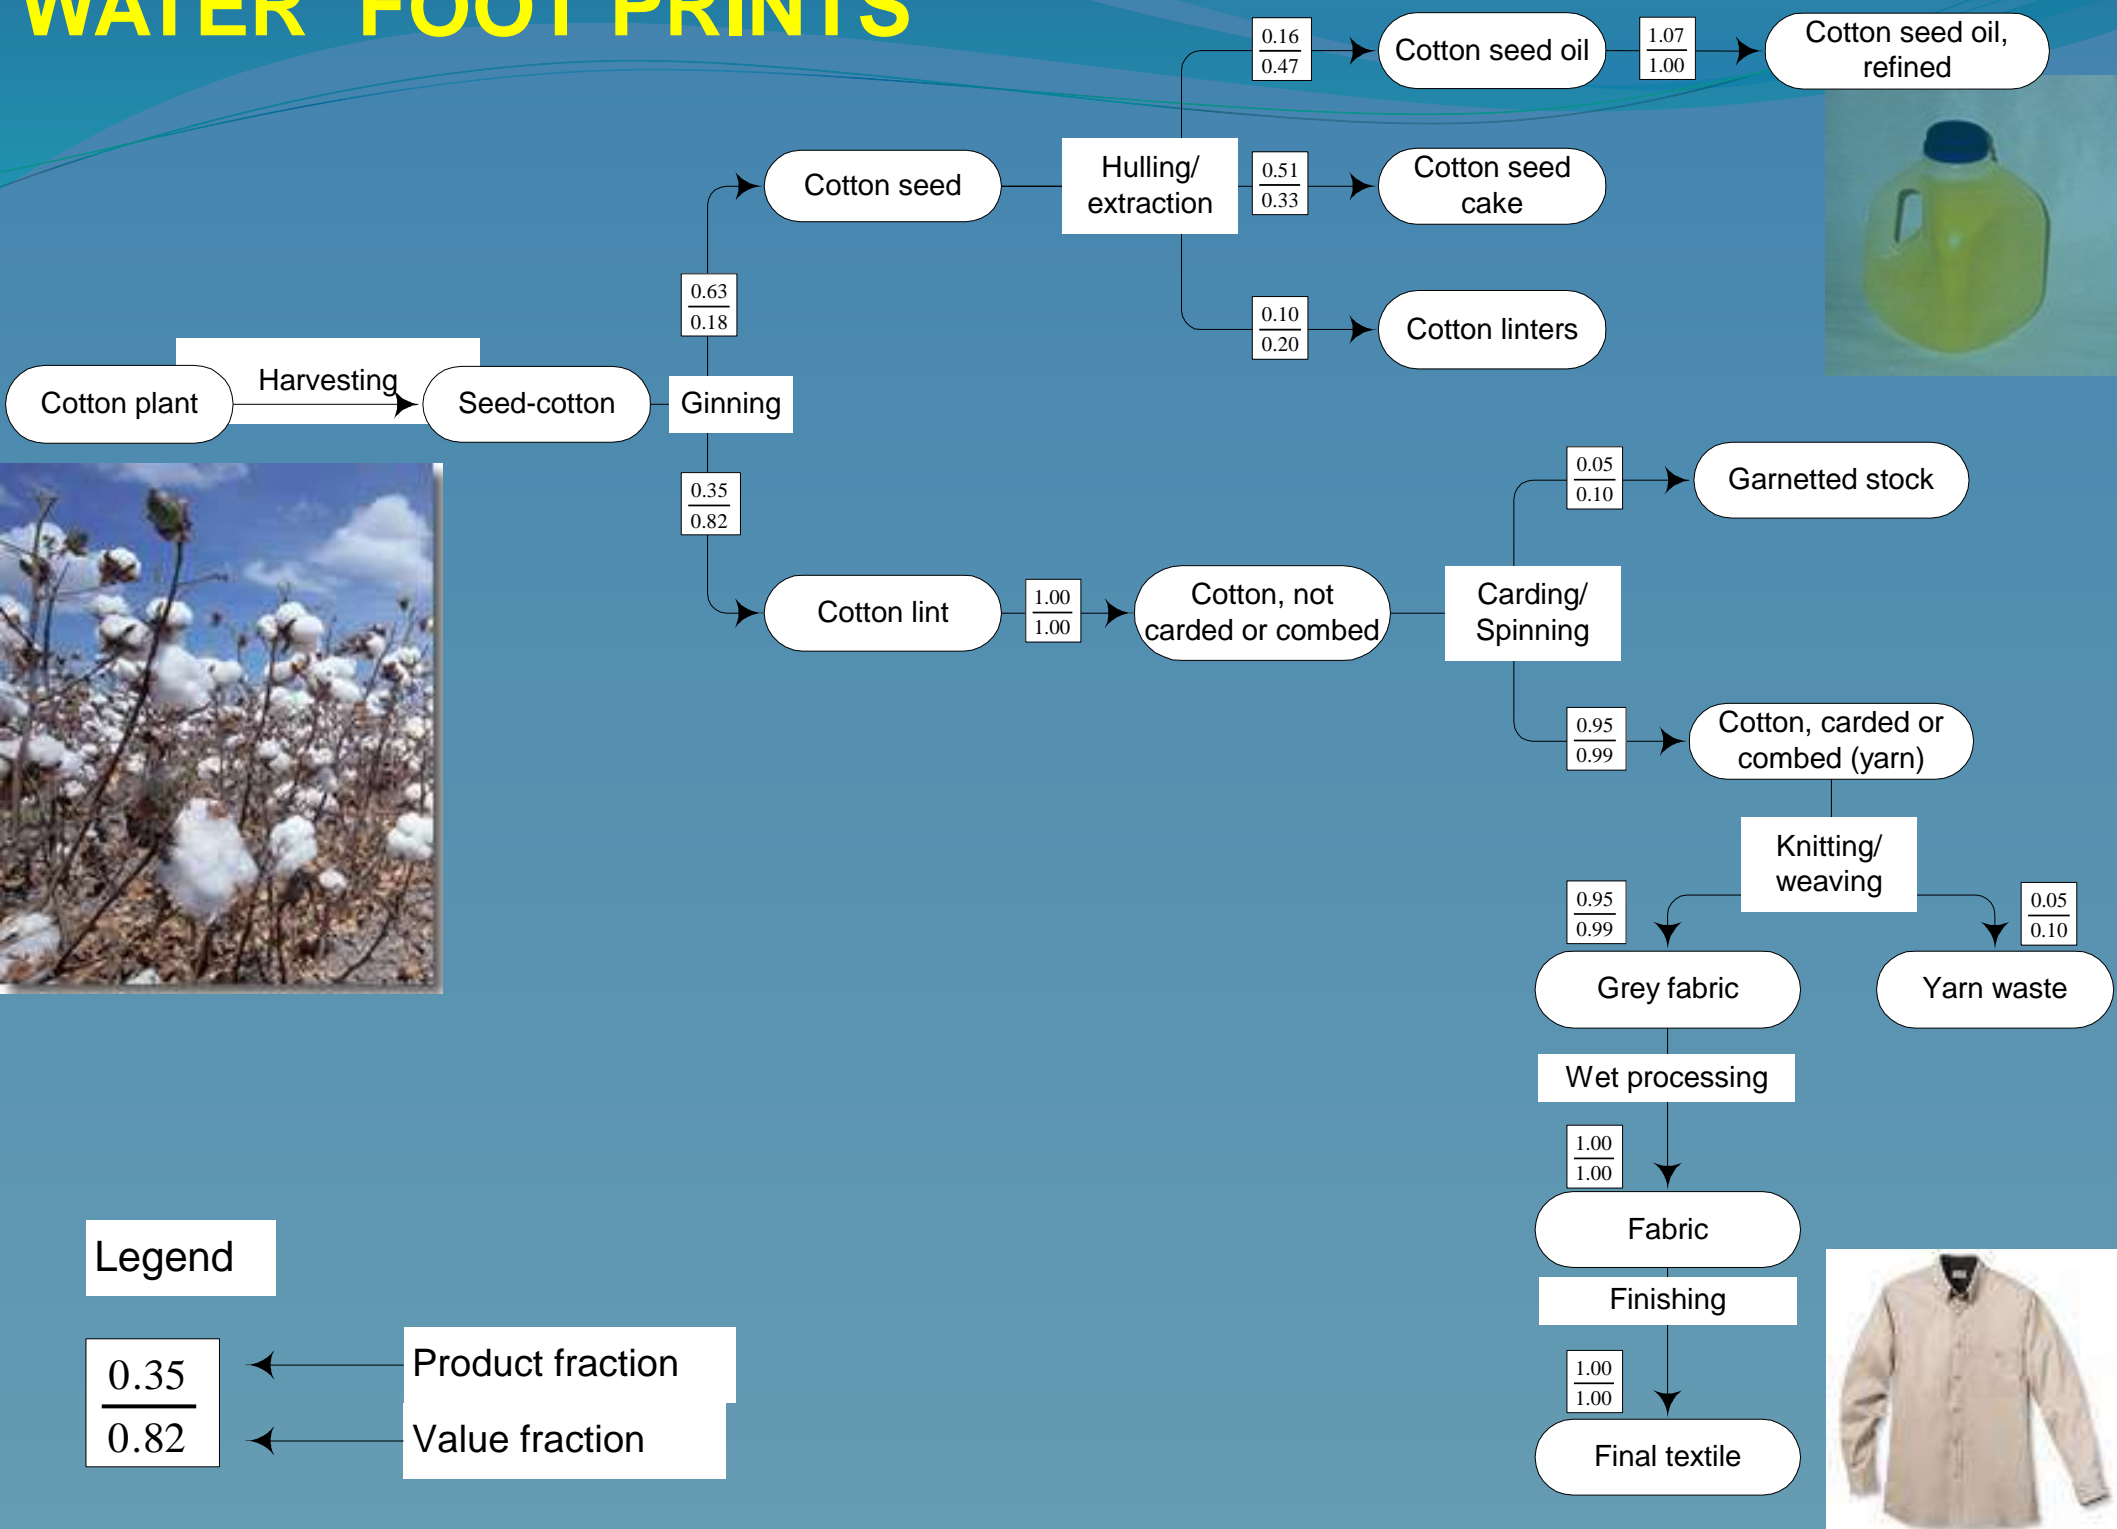 WATER FOOT PRINTS
0.16
0.47
Cotton seed oil
1.07
1.00
Cotton seed oil,
refined
Cotton seed
Hulling/
extraction
0.51
0.33
Cotton seed
cake
0.63
0.18
0.10
0.20
Cotton linters
Cotton plant
Harvesting
Seed-cotton
Ginning
0.35
0.82
0.05
0.10
Garnetted stock
Cotton lint
1.00
1.00
Cotton, not
carded or combed
Carding/
Spinning
0.95
0.99
Cotton, carded or
combed (yarn)
Knitting/
weaving
0.95
0.99
0.05
0.10
Grey fabric
Yarn waste
Wet processing
1.00
1.00
Fabric
Finishing
1.00
1.00
Final textile
Legend
0.35
0.82
Product fraction
Value fraction